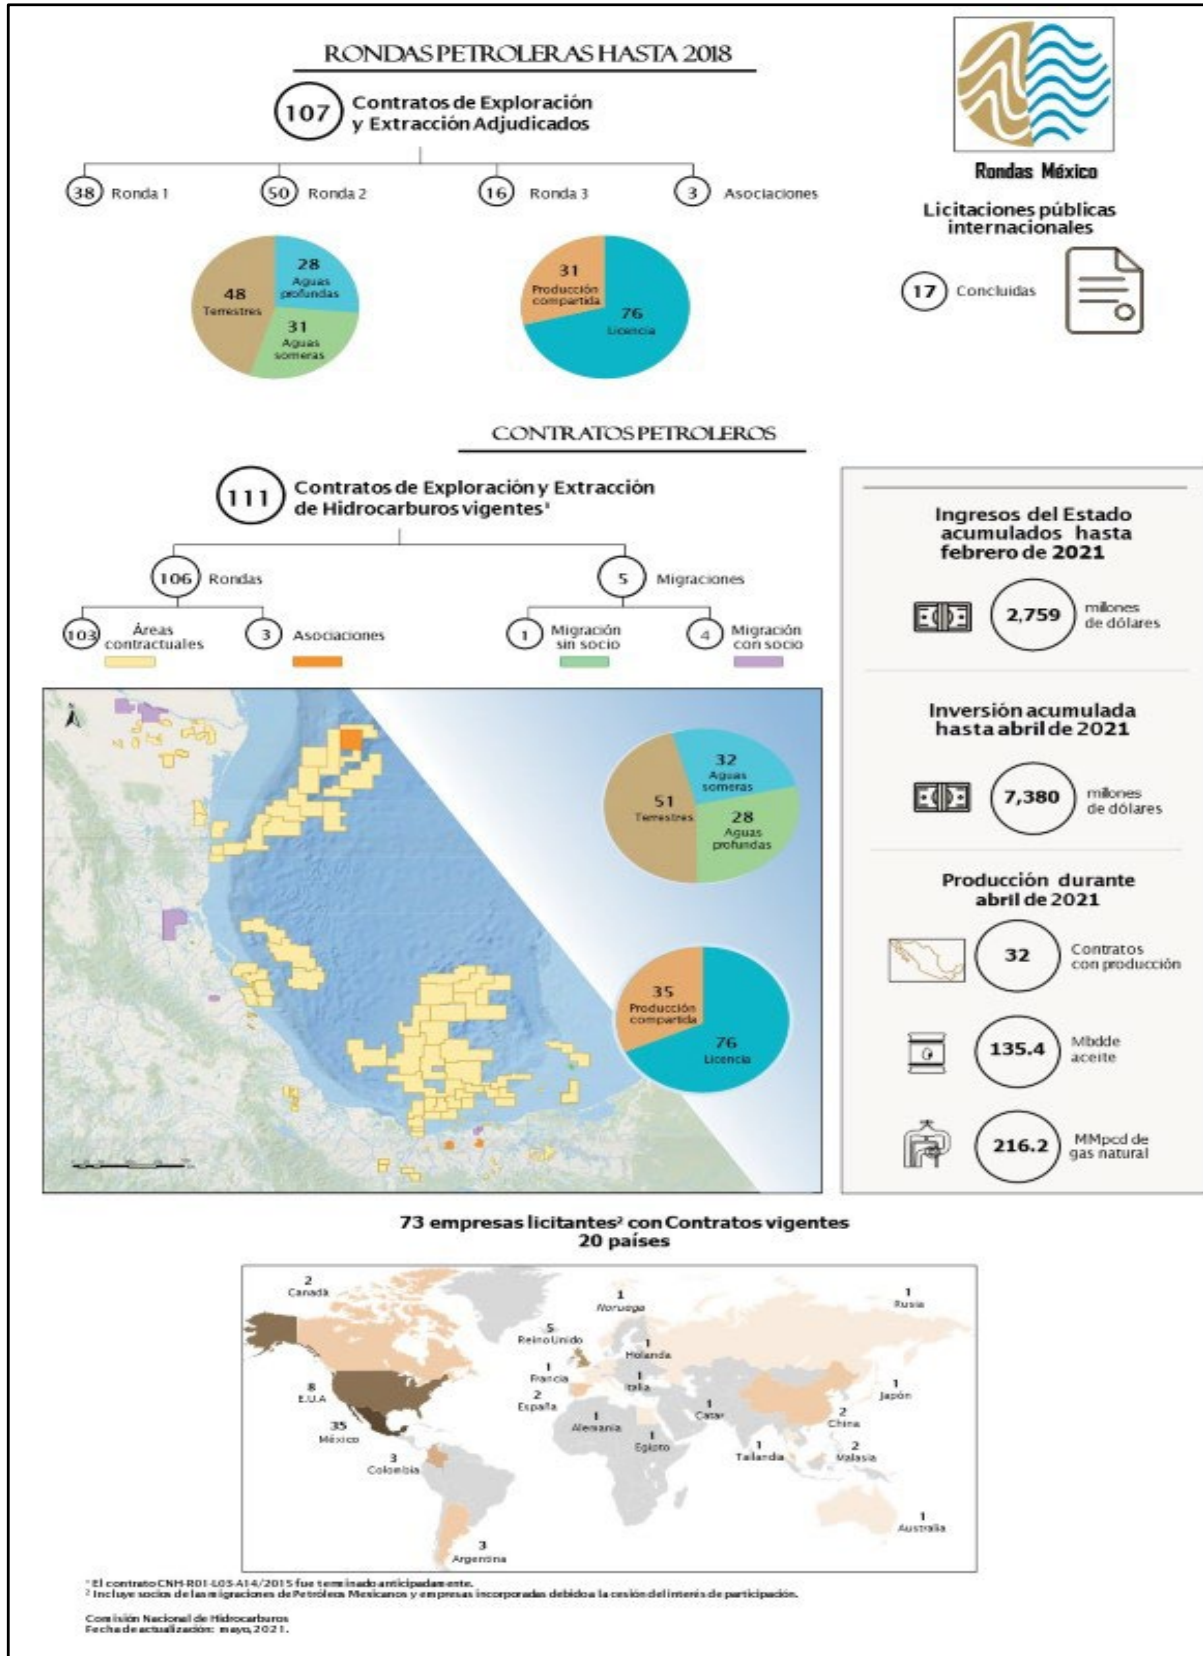 RONDAS PETROLERAS HASTA 2018
107
Contratos de Exploración
y Extracción Adjudicados
38 Ronda 1
50 Ronda 2
16 Ronda 3
3 Asociaciones
28
Aguas
profundas
48
Terrestres
31
Aguas
someras
31
Producción
compartida
76
Licencia
Rondas México
Licitaciones públicas
internacionales
17 Concluidas
CONTRATOS PETROLEROS
111
Contratos de Exploración y Extracción
de Hidrocarburos vigentes¹
106 Rondas
5 Migraciones
103 Áreas
contractuales
3 Asociaciones
1 Migración
sin socio
4 Migración
con socio
32
Aguas
someras
51
Terrestres
28
Aguas
profundas
35
Producción
compartida
76
Licencia
Ingresos del Estado
acumulados hasta
febrero de 2021
2,759
millones
de dólares
Inversión acumulada
hasta abril de 2021
7,380
millones
de dólares
Producción durante
abril de 2021
32
Contratos
con producción
135.4
Mbdde
aceite
216.2
MMpcd de
gas natural
73 empresas licitantes² con Contratos vigentes
20 países
2
Canadá
1
Noruega
1
Rusia
5
Reino Unido
1
Holanda
1
Francia
1
Italia
1
Japón
8
E.U.A
2
España
1
Alemania
1
Catar
2
China
35
México
1
Egipto
1
Tailandia
2
Malasia
3
Colombia
1
Australia
3
Argentina
¹ El contrato CNH-R01-L03-A14/2015 fue terminado anticipadamente.
² Incluye socios de las migraciones de Petróleos Mexicanos y empresas incorporadas debido a la cesión del interés de participación.
Comisión Nacional de Hidrocarburos
Fecha de actualización: mayo, 2021.